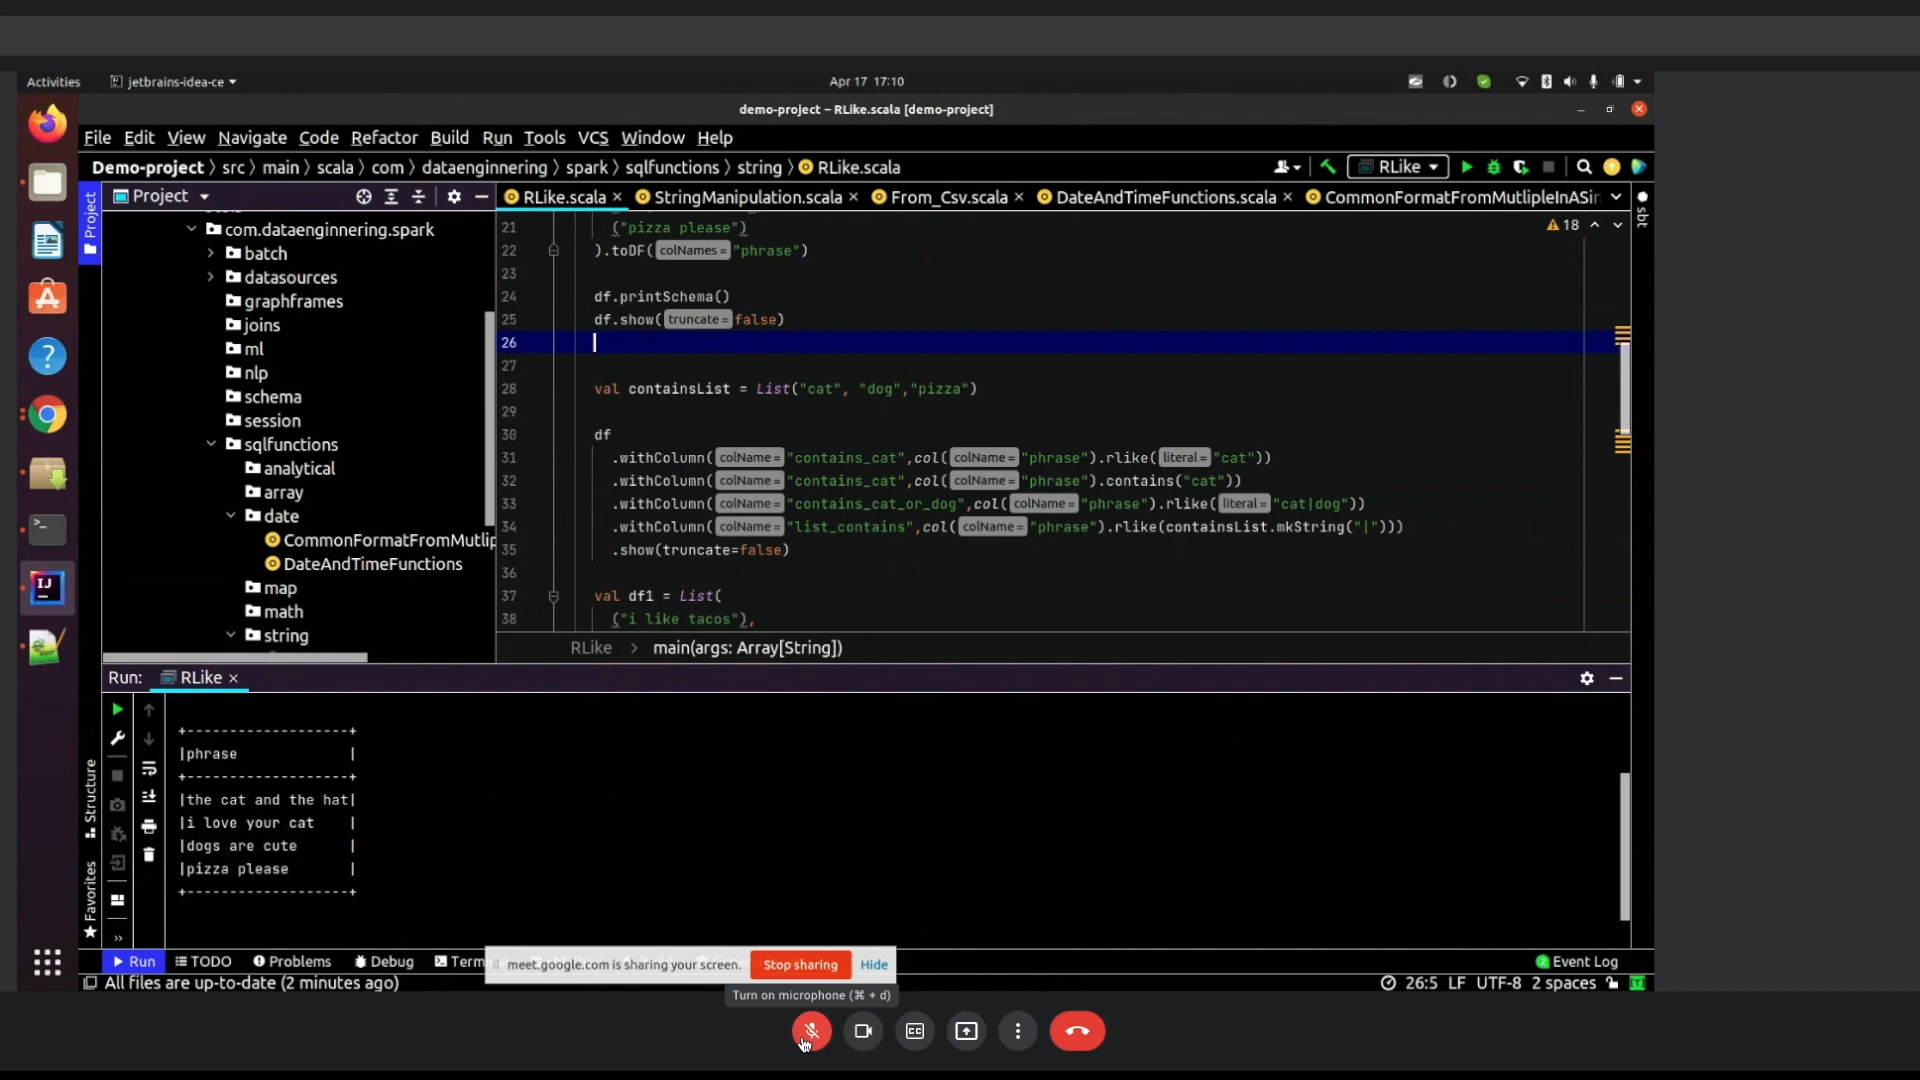 Activities
jetbrains-idea-ce
Apr 17 17:10
demo-project – RLike.scala [demo-project]
File Edit View Navigate Code Refactor Build Run Tools VCS Window Help
Demo-project › src › main › scala › com › dataenginnering › spark › sqlfunctions › string › RLike.scala
RLike
Project
RLike.scala × StringManipulation.scala × From_Csv.scala × DateAndTimeFunctions.scala × CommonFormatFromMutlipleInASin
Project
sbt
com.dataenginnering.spark
batch
datasources
graphframes
joins
ml
nlp
schema
session
sqlfunctions
analytical
array
date
CommonFormatFromMutlip
DateAndTimeFunctions
map
math
string
18
21 ("pizza please")
22 ).toDF( colNames = "phrase")
23
24 df.printSchema()
25 df.show( truncate = false)
26
27
28 val containsList = List("cat", "dog","pizza")
29
30 df
31 .withColumn( colName = "contains_cat",col( colName = "phrase").rlike( literal = "cat"))
32 .withColumn( colName = "contains_cat",col( colName = "phrase").contains("cat"))
33 .withColumn( colName = "contains_cat_or_dog",col( colName = "phrase").rlike( literal = "cat|dog"))
34 .withColumn( colName = "list_contains",col( colName = "phrase").rlike(containsList.mkString("|")))
35 .show(truncate=false)
36
37 val df1 = List(
38 ("i like tacos"),
RLike › main(args: Array[String])
Run: RLike ×
+-------------------+
|phrase             |
+-------------------+
|the cat and the hat|
|i love your cat    |
|dogs are cute      |
|pizza please       |
+-------------------+
Structure
Favorites
Run TODO Problems Debug Term
meet.google.com is sharing your screen. Stop sharing Hide
Event Log
All files are up-to-date (2 minutes ago)
26:5 LF UTF-8 2 spaces
Turn on microphone (⌘ + d)